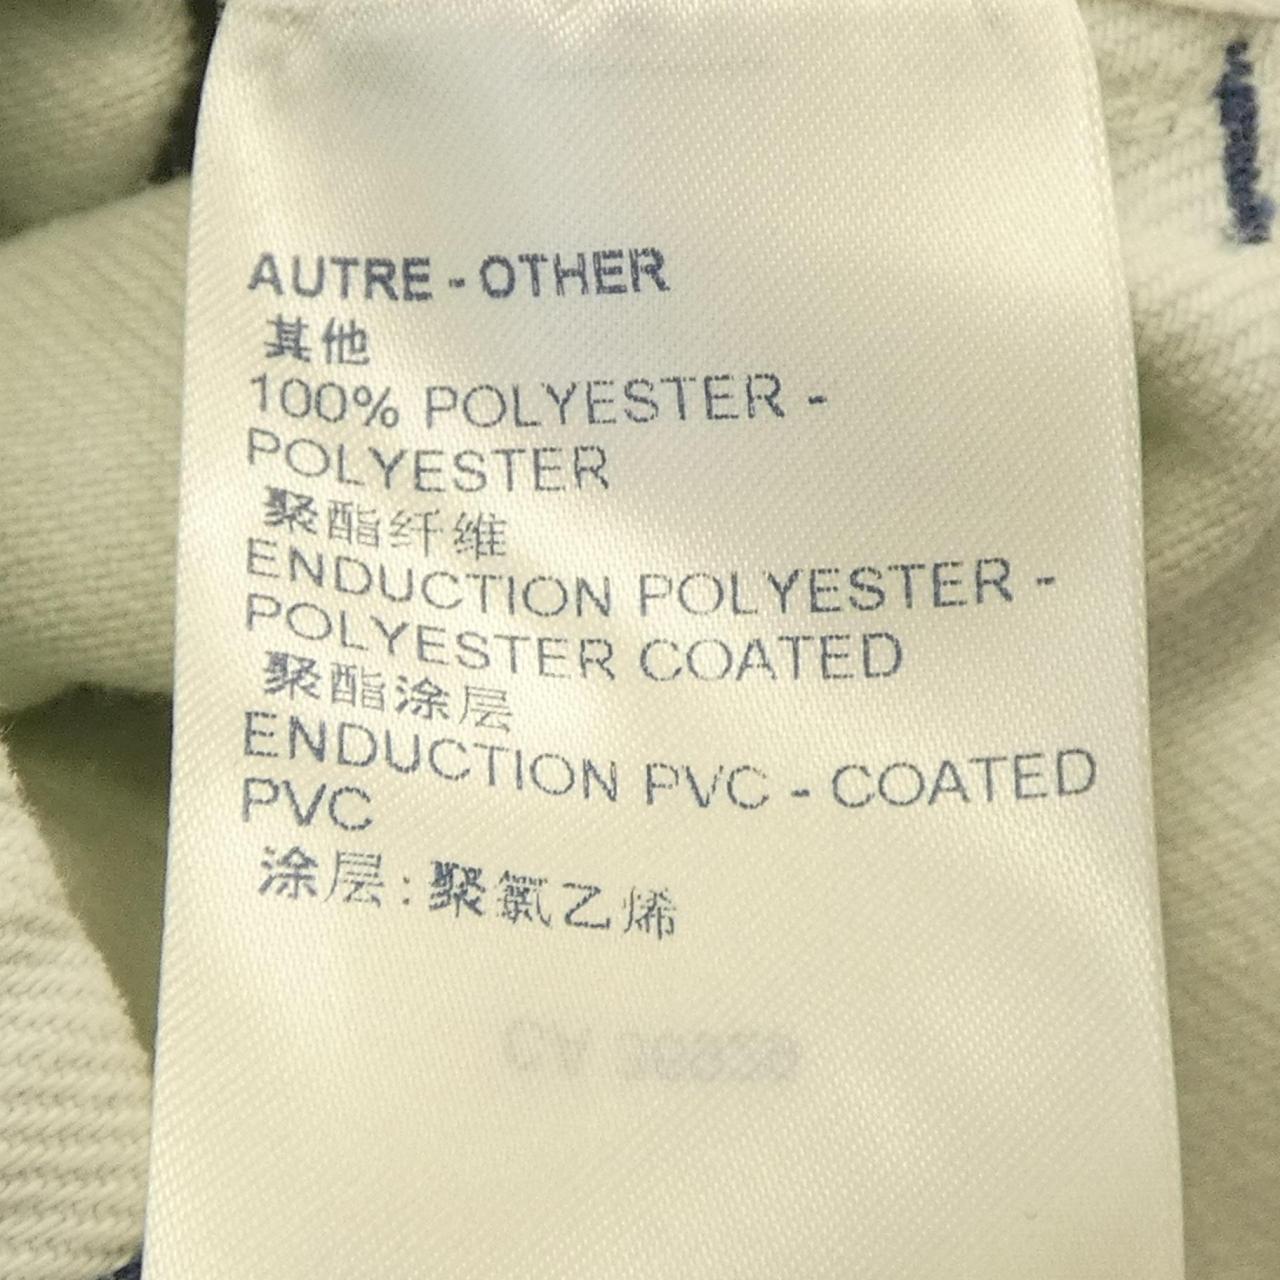 AUTRE - OTHER
其他
100% POLYESTER -
POLYESTER
聚酯纤维
ENDUCTION POLYESTER -
POLYESTER COATED
聚酯涂层
ENDUCTION PVC - COATED
PVC
涂层:聚氯乙烯